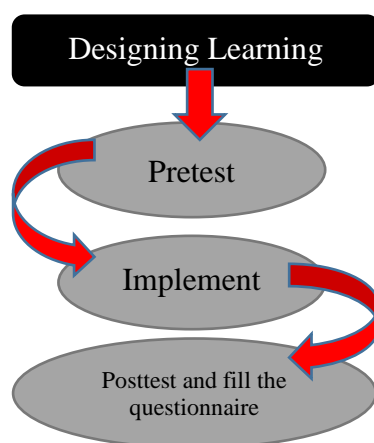 Designing Learning
Pretest
Implement
Posttest and fill the
questionnaire